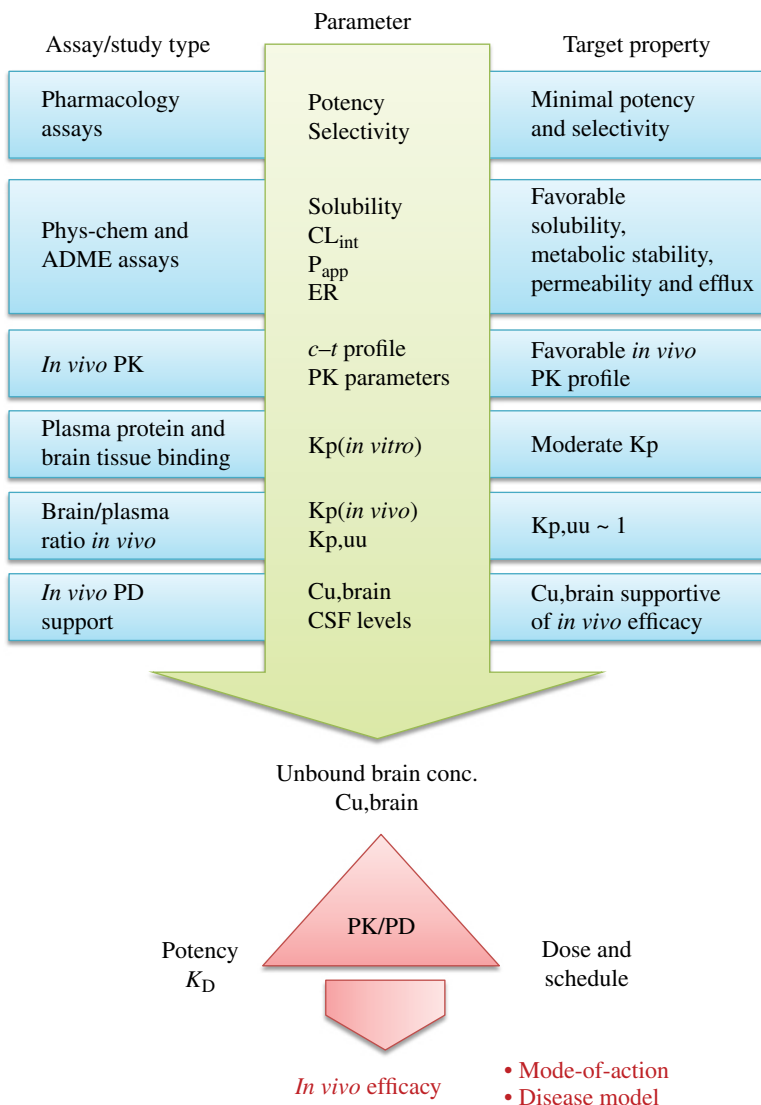 Assay/study type
Parameter
Target property
Pharmacology
assays
Potency
Selectivity
Minimal potency
and selectivity
Phys-chem and
ADME assays
Solubility
CLint
Papp
ER
Favorable
solubility,
metabolic stability,
permeability and efflux
In vivo PK
c–t profile
PK parameters
Favorable in vivo
PK profile
Plasma protein and
brain tissue binding
Kp(in vitro)
Moderate Kp
Brain/plasma
ratio in vivo
Kp(in vivo)
Kp,uu
Kp,uu ~ 1
In vivo PD
support
Cu,brain
CSF levels
Cu,brain supportive
of in vivo efficacy
Unbound brain conc.
Cu,brain
PK/PD
Potency
KD
Dose and
schedule
In vivo efficacy
• Mode-of-action
• Disease model